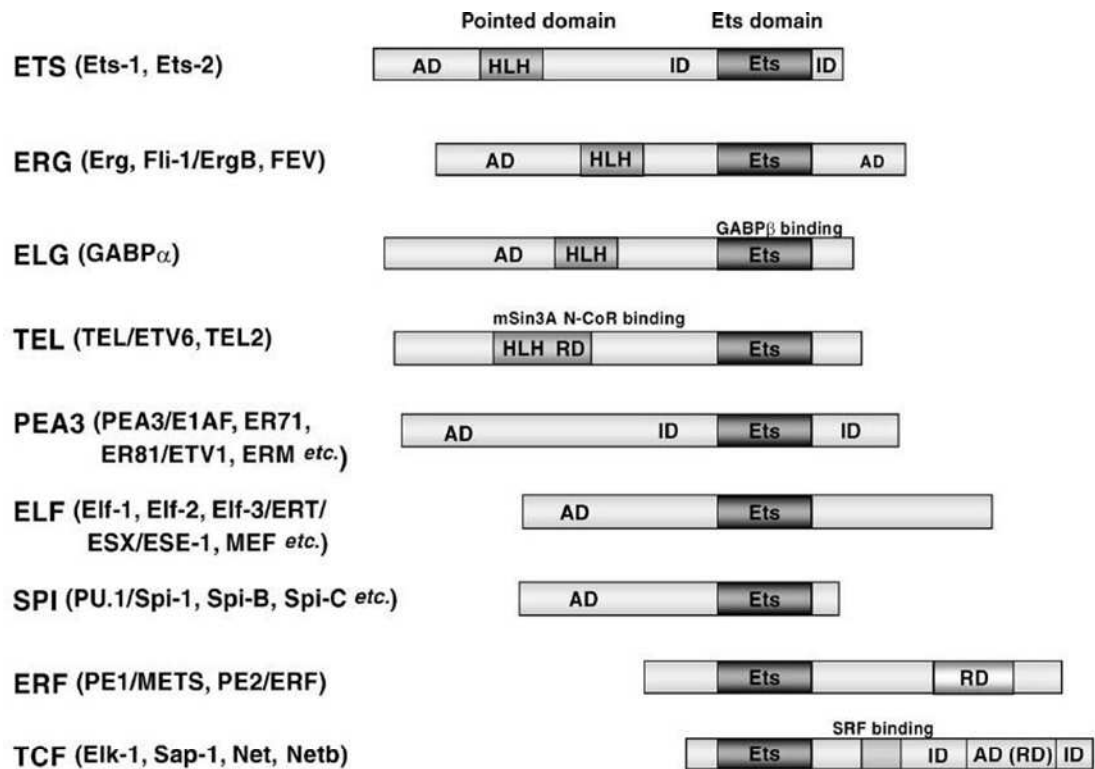 Pointed domain Ets domain
ETS (Ets-1, Ets-2) AD HLH ID Ets ID
ERG (Erg, Fli-1/ErgB, FEV) AD HLH Ets AD
GABPβ binding
ELG (GABPα) AD HLH Ets
mSin3A N-CoR binding
TEL (TEL/ETV6, TEL2) HLH RD Ets
PEA3 (PEA3/E1AF, ER71, AD ID Ets ID
ER81/ETV1, ERM etc.)
ELF (Elf-1, Elf-2, Elf-3/ERT/ AD Ets
ESX/ESE-1, MEF etc.)
SPI (PU.1/Spi-1, Spi-B, Spi-C etc.) AD Ets
ERF (PE1/METS, PE2/ERF) Ets RD
SRF binding
TCF (Elk-1, Sap-1, Net, Netb) Ets ID AD (RD) ID